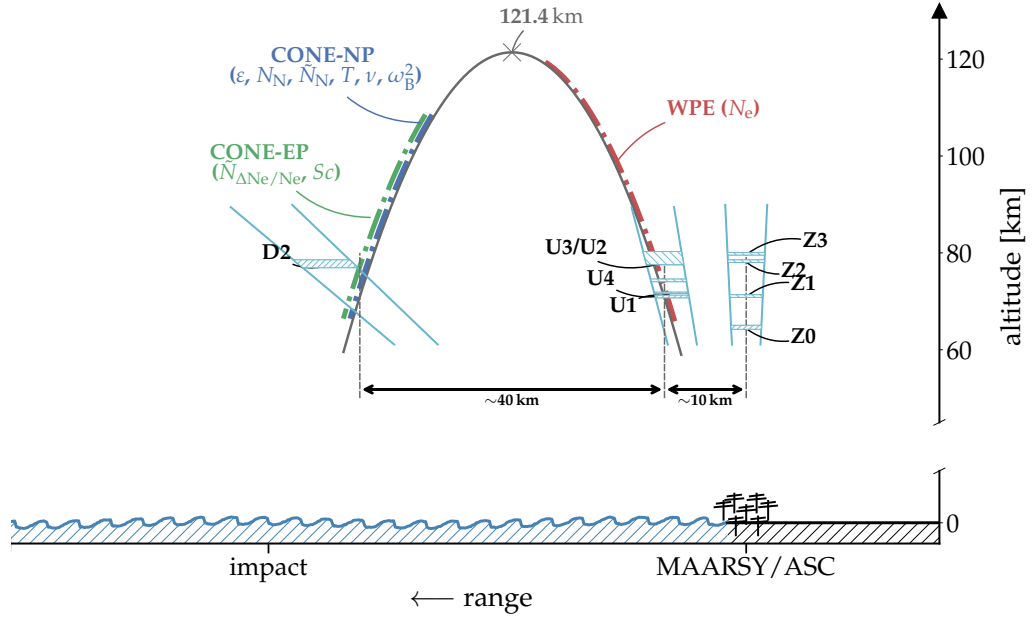 121.4 km
CONE-NP
(ε, N_N, Ñ_N, T, ν, ω_B^2)
WPE (N_e)
CONE-EP
(Ñ_ΔNe/Ne, Sc)
D2
U3/U2
U4
U1
Z3
Z2
Z1
Z0
120
100
80
60
0
altitude [km]
~40 km
~10 km
impact
MAARSY/ASC
⟵ range